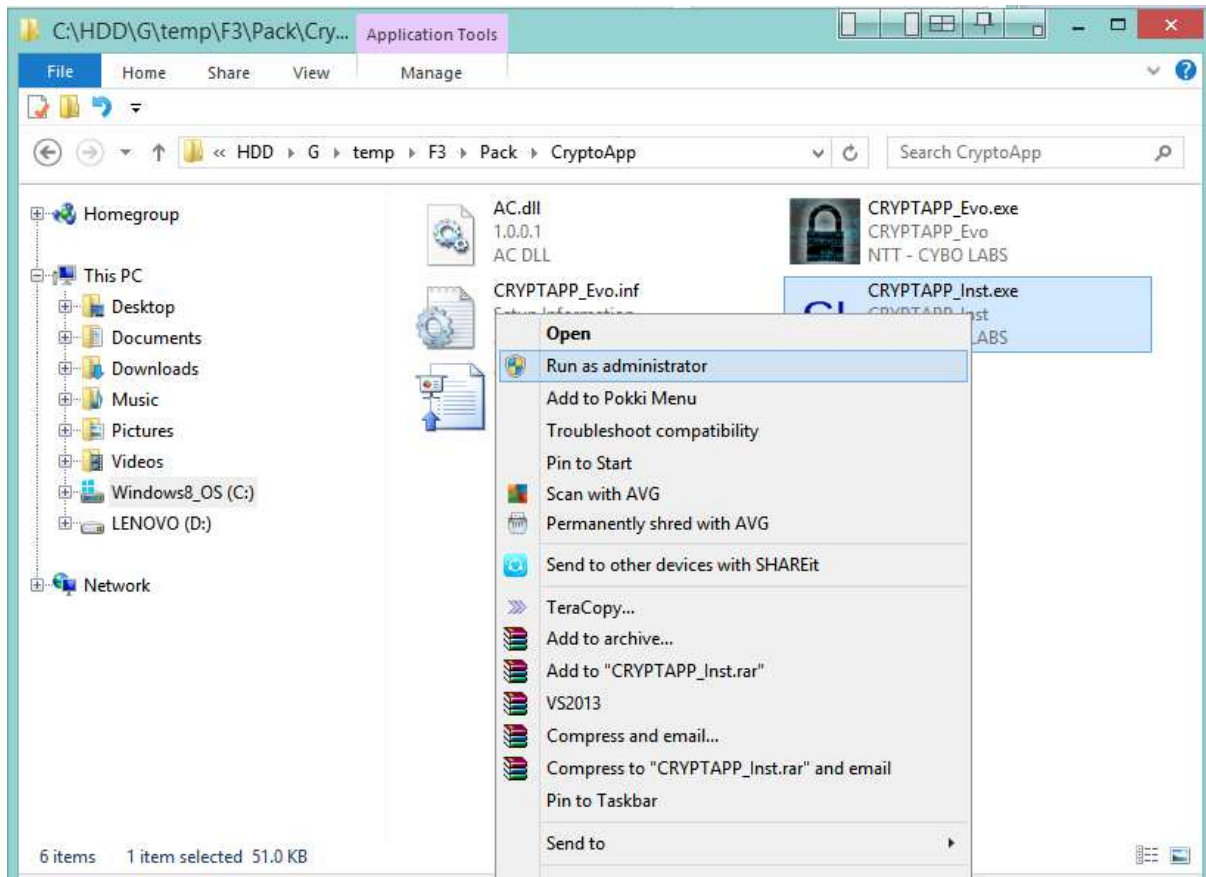 C:\HDD\G\temp\F3\Pack\Cry...
Application Tools
File Home Share View Manage
« HDD G temp F3 Pack CryptoApp
Search CryptoApp
Homegroup
This PC
Desktop
Documents
Downloads
Music
Pictures
Videos
Windows8_OS (C:)
LENOVO (D:)
Network
AC.dll
1.0.0.1
AC DLL
CRYPTAPP_Evo.exe
CRYPTAPP_Evo
NTT - CYBO LABS
CRYPTAPP_Evo.inf
Setup Information
CRYPTAPP_Inst.exe
CRYPTAPP_Inst
LABS
Open
Run as administrator
Add to Pokki Menu
Troubleshoot compatibility
Pin to Start
Scan with AVG
Permanently shred with AVG
Send to other devices with SHAREit
TeraCopy...
Add to archive...
Add to "CRYPTAPP_Inst.rar"
VS2013
Compress and email...
Compress to "CRYPTAPP_Inst.rar" and email
Pin to Taskbar
Send to
6 items 1 item selected 51.0 KB